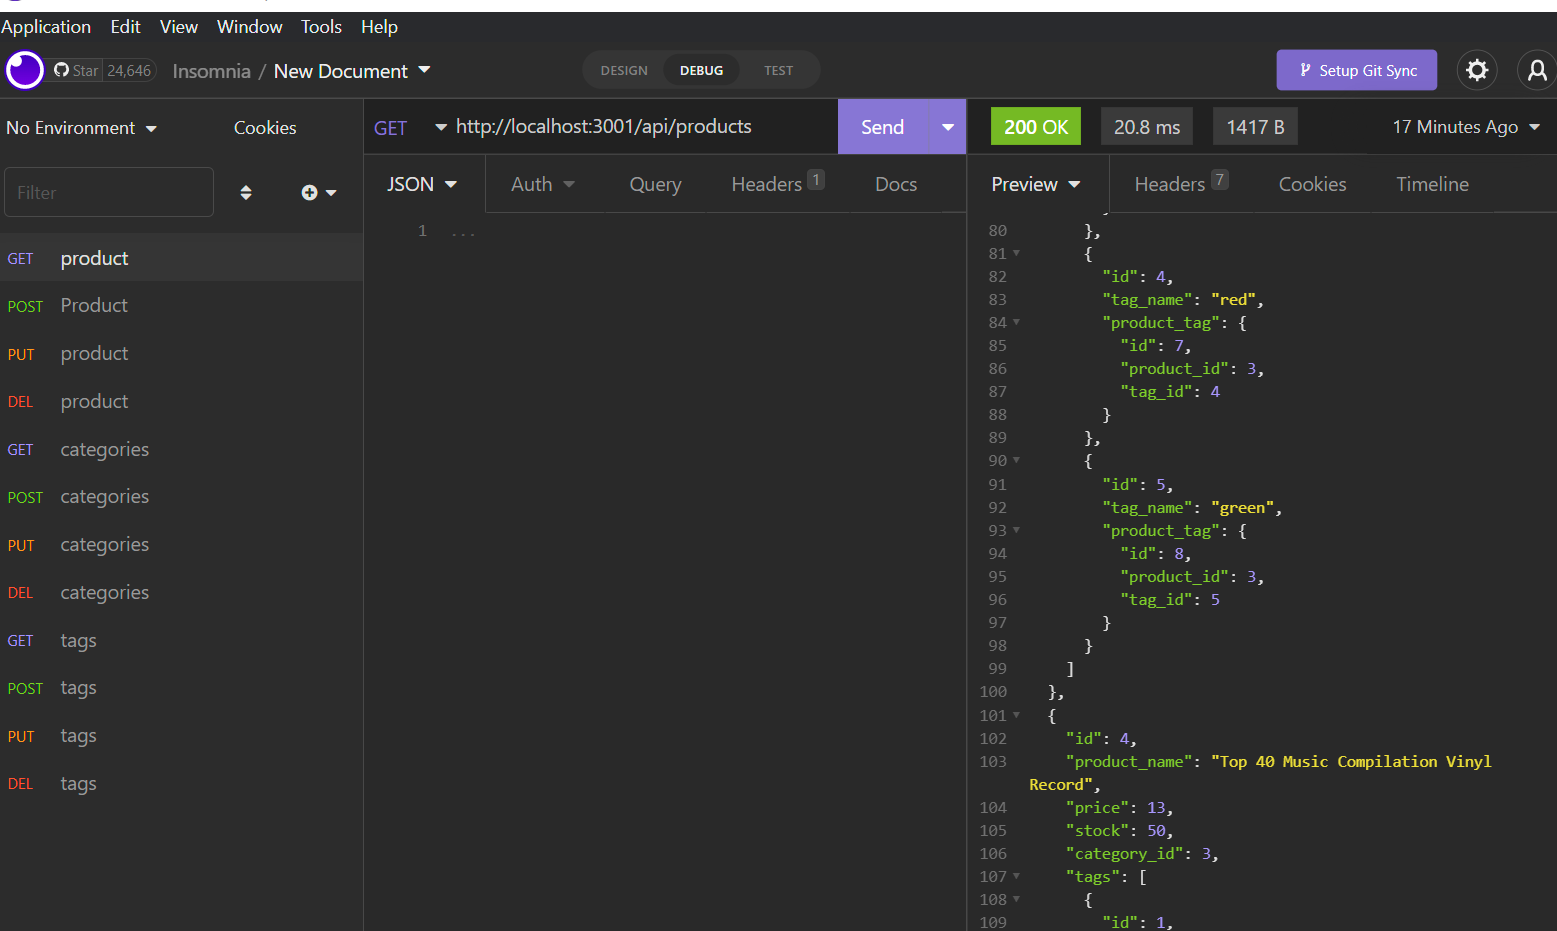 Application Edit View Window Tools Help
Star 24,646 Insomnia / New Document DESIGN DEBUG TEST Setup Git Sync
No Environment Cookies
Filter
GET product
POST Product
PUT product
DEL product
GET categories
POST categories
PUT categories
DEL categories
GET tags
POST tags
PUT tags
DEL tags
GET http://localhost:3001/api/products Send
JSON Auth Query Headers 1 Docs
1 ...
200 OK 20.8 ms 1417 B 17 Minutes Ago
Preview Headers 7 Cookies Timeline
80 },
81 {
82 "id": 4,
83 "tag_name": "red",
84 "product_tag": {
85 "id": 7,
86 "product_id": 3,
87 "tag_id": 4
88 }
89 },
90 {
91 "id": 5,
92 "tag_name": "green",
93 "product_tag": {
94 "id": 8,
95 "product_id": 3,
96 "tag_id": 5
97 }
98 }
99 ]
100 },
101 {
102 "id": 4,
103 "product_name": "Top 40 Music Compilation Vinyl
Record",
104 "price": 13,
105 "stock": 50,
106 "category_id": 3,
107 "tags": [
108 {
109 "id": 1,